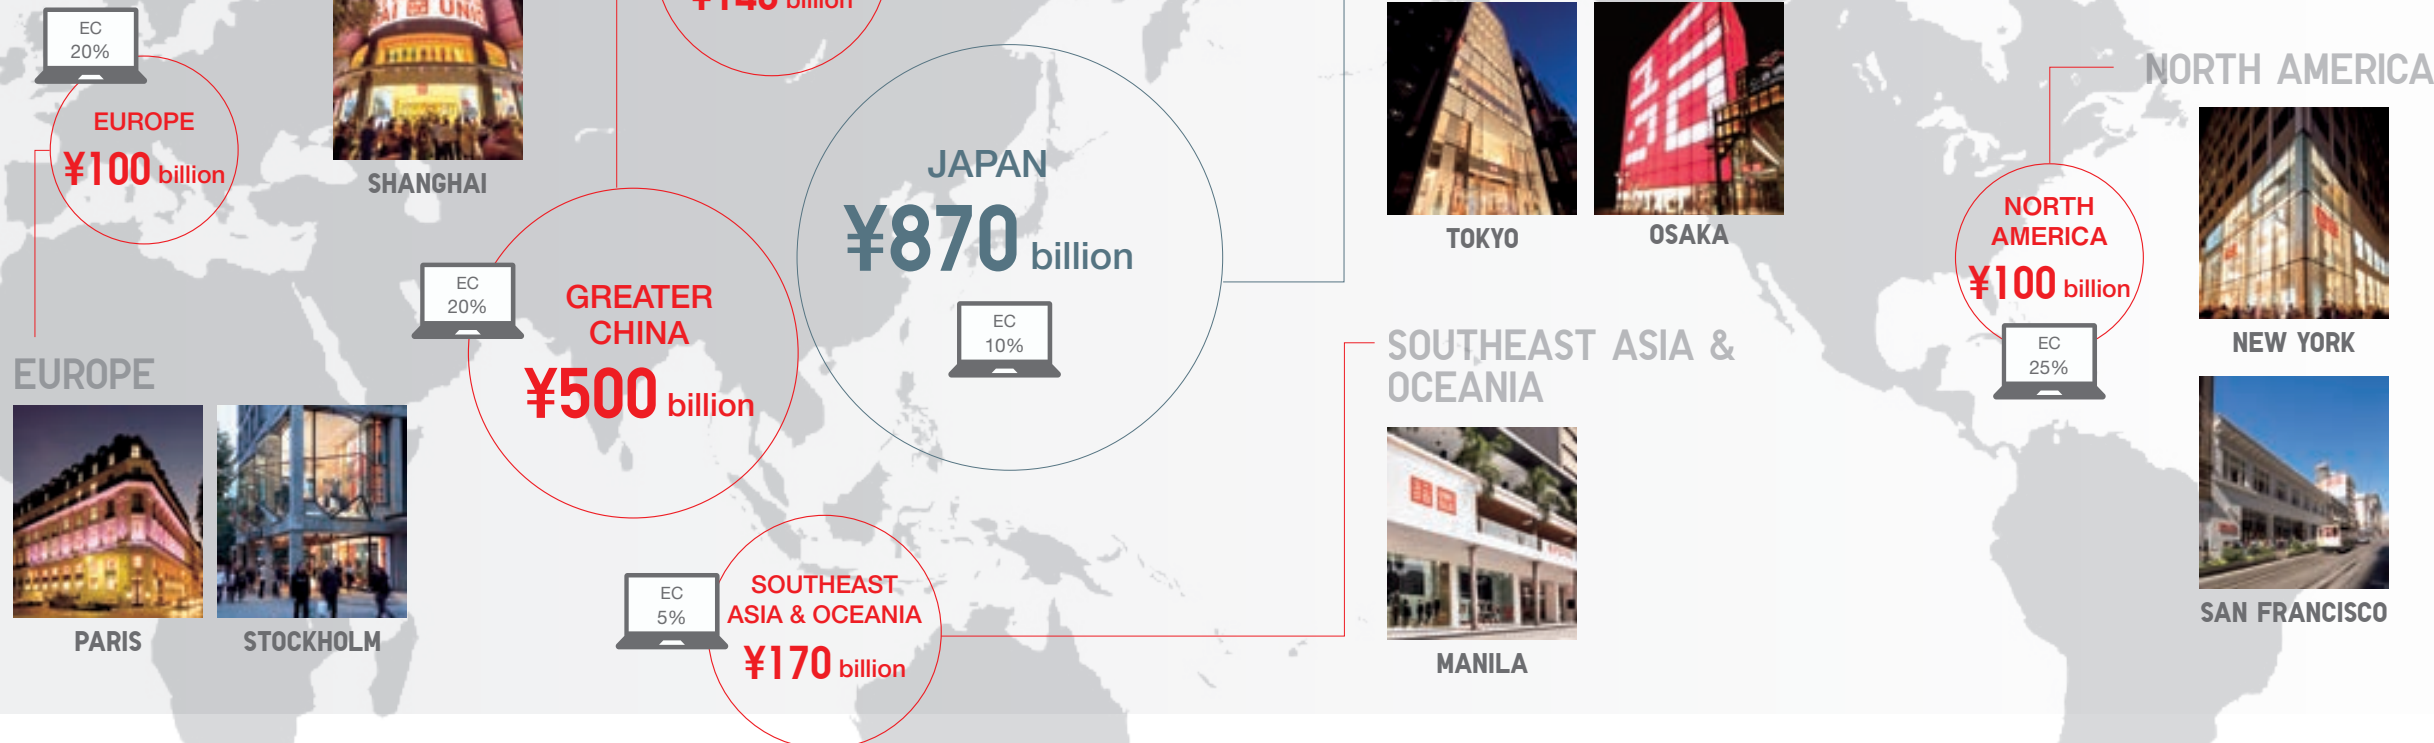 EC
20%
EUROPE
¥100 billion
SHANGHAI
billion
JAPAN
¥870 billion
EC
10%
GREATER
CHINA
¥500 billion
EC
20%
TOKYO
OSAKA
NORTH AMERICA
NORTH
AMERICA
¥100 billion
EC
25%
NEW YORK
SAN FRANCISCO
EUROPE
PARIS
STOCKHOLM
SOUTHEAST ASIA &
OCEANIA
MANILA
EC
5%
SOUTHEAST
ASIA & OCEANIA
¥170 billion